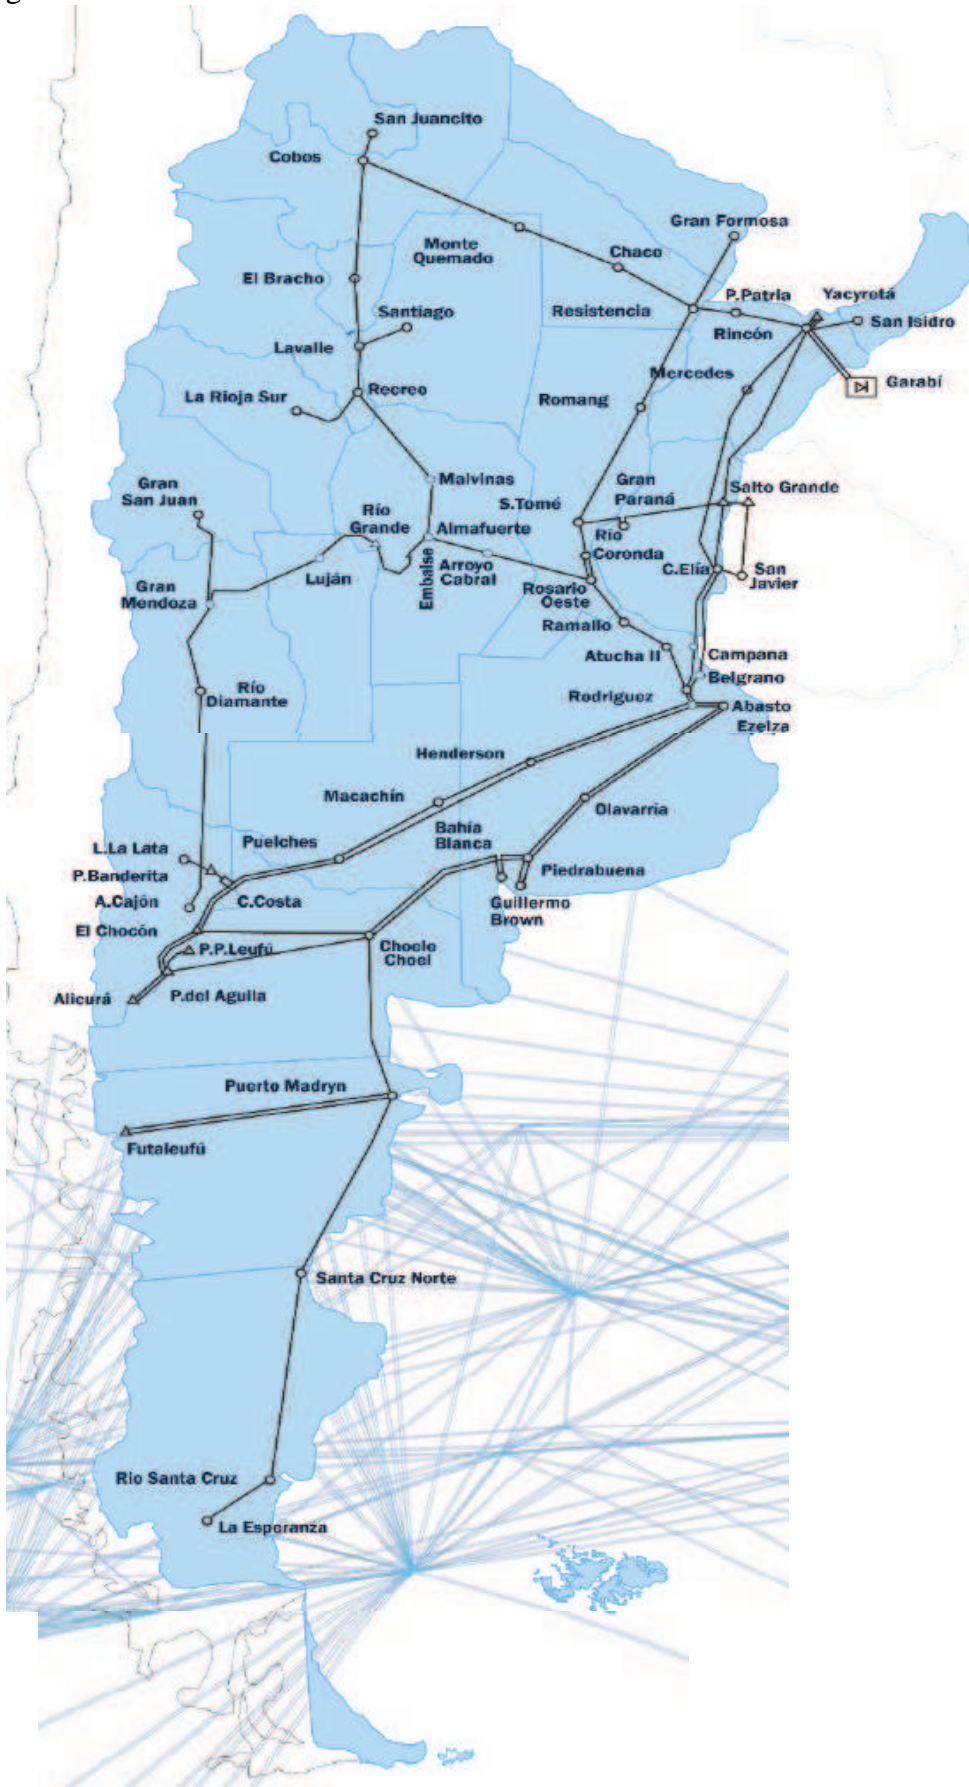 San Juancito
Cobos
Gran Formosa
Monte
Quemado
Chaco
El Bracho
P.Patria
Yacyretá
Santiago
Resistencia
San Isidro
Rincón
Lavalle
Mercedes
Garabí
La Rioja Sur
Recreo
Romang
Gran
San Juan
Malvinas
Gran
Paraná
Salto Grande
S.Tomé
Río
Grande
Almafuerte
Río
Coronda
Embalse
Arroyo
Cabral
C.Elía
San
Javier
Luján
Gran
Mendoza
Rosario
Oeste
Ramallo
Atucha II
Campana
Belgrano
Río
Diamante
Rodriguez
Abasto
Ezeiza
Henderson
Macachín
Olavarria
Bahía
Blanca
Puelches
L.La Lata
P.Banderita
Piedrabuena
A.Cajón
C.Costa
Guillermo
Brown
El Chocón
P.P.Leufú
Choele
Choel
Alicurá
P.del Aguila
Puerto Madryn
Futaleufú
Santa Cruz Norte
Rio Santa Cruz
La Esperanza